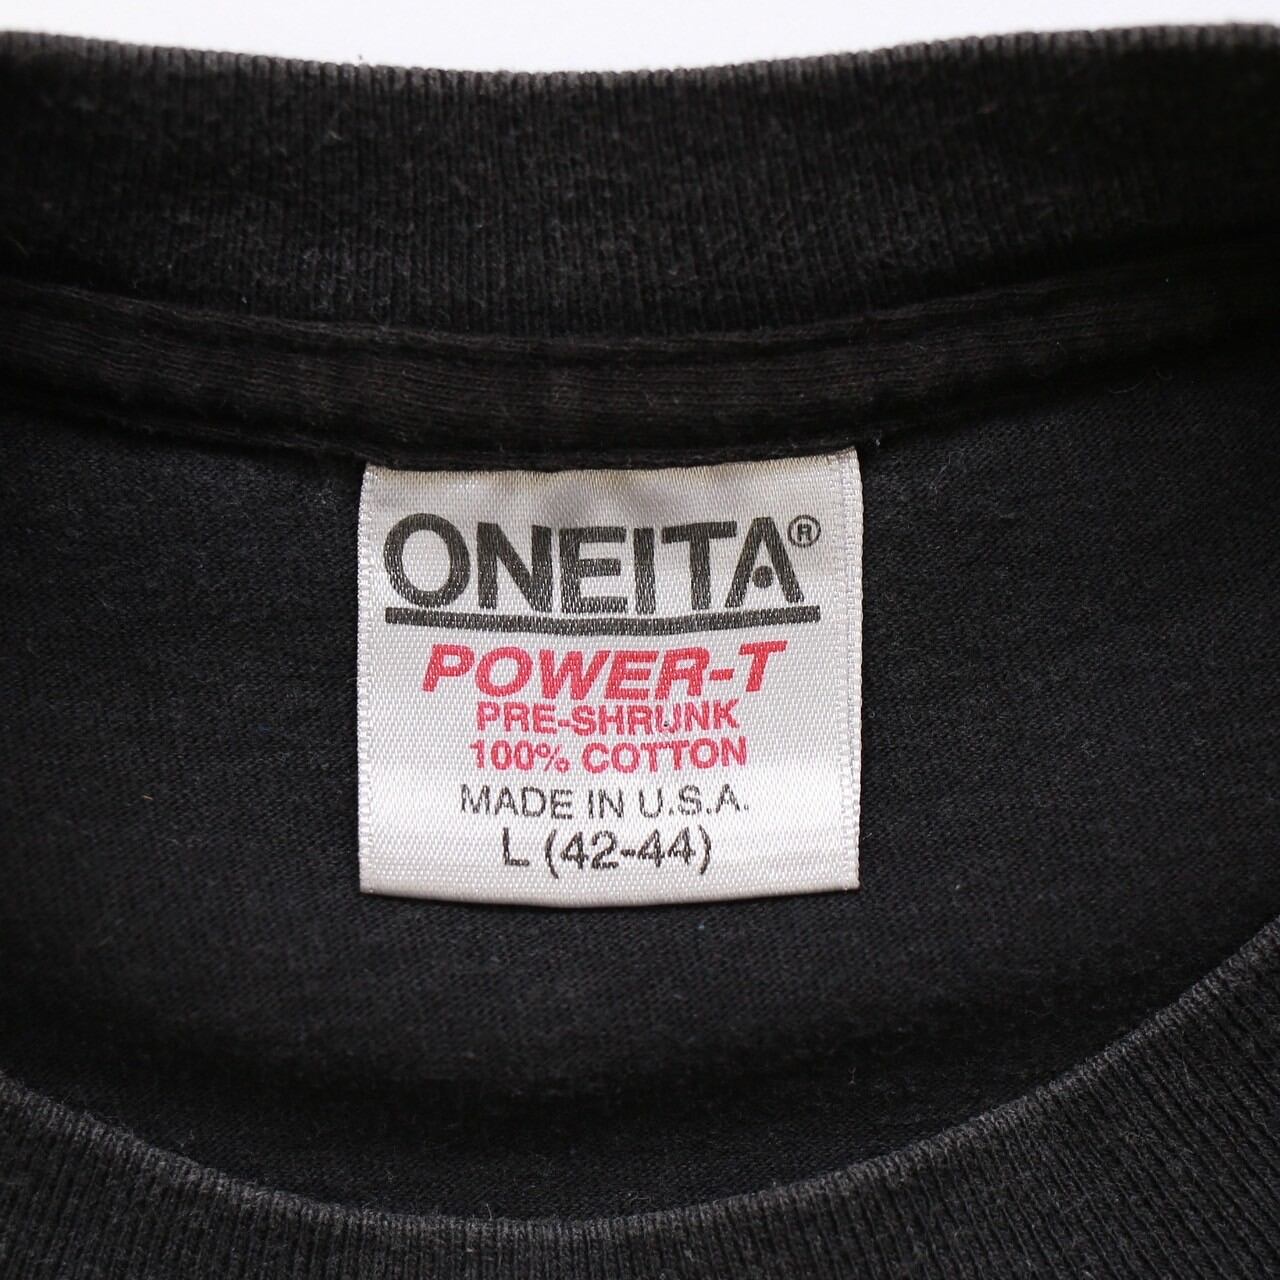 ONEITA®
POWER-T
PRE-SHRUNK
100% COTTON
MADE IN U.S.A.
L (42-44)